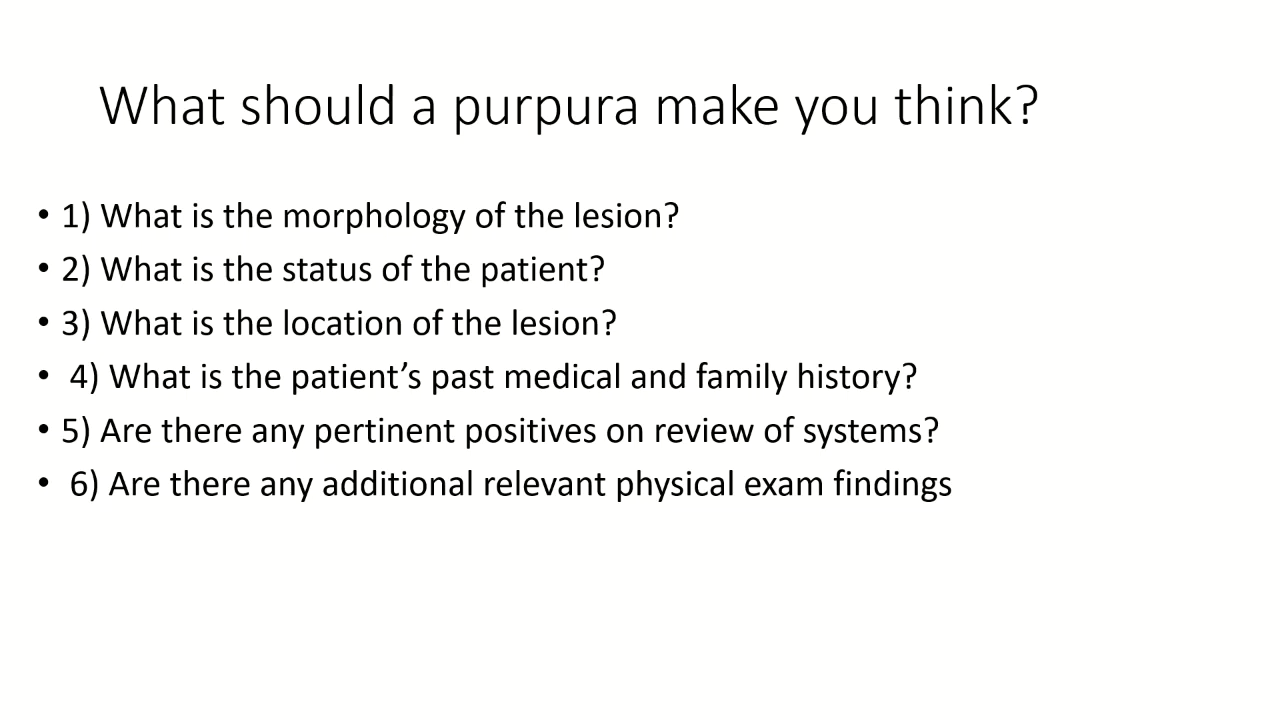 What should a purpura make you think?
• 1) What is the morphology of the lesion?
• 2) What is the status of the patient?
• 3) What is the location of the lesion?
• 4) What is the patient’s past medical and family history?
• 5) Are there any pertinent positives on review of systems?
• 6) Are there any additional relevant physical exam findings